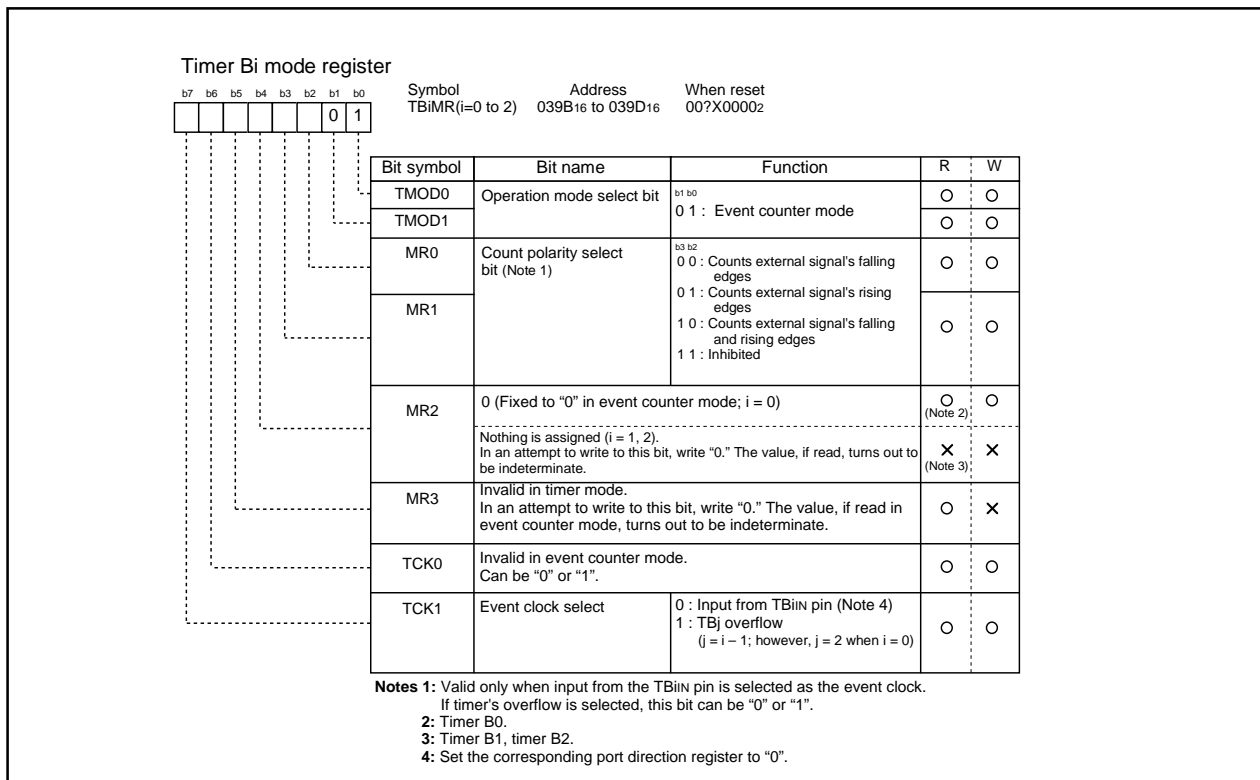 Timer Bi mode register
Symbol Address When reset
TBiMR(i=0 to 2) 039B16 to 039D16 00?X00002
b7 b6 b5 b4 b3 b2 b1 b0
0 1
Bit symbol Bit name Function R W
TMOD0 Operation mode select bit b1 b0
0 1 : Event counter mode
TMOD1
MR0 Count polarity select
bit (Note 1)
b3 b2
0 0 : Counts external signal's falling
edges
0 1 : Counts external signal's rising
edges
MR1
1 0 : Counts external signal's falling
and rising edges
1 1 : Inhibited
MR2 0 (Fixed to “0” in event counter mode; i = 0)
(Note 2)
Nothing is assigned (i = 1, 2).
In an attempt to write to this bit, write “0.” The value, if read, turns out to
be indeterminate.
(Note 3)
MR3 Invalid in timer mode.
In an attempt to write to this bit, write “0.” The value, if read in
event counter mode, turns out to be indeterminate.
TCK0 Invalid in event counter mode.
Can be “0” or “1”.
TCK1 Event clock select 0 : Input from TBiIN pin (Note 4)
1 : TBj overflow
(j = i – 1; however, j = 2 when i = 0)
Notes 1: Valid only when input from the TBiIN pin is selected as the event clock.
If timer's overflow is selected, this bit can be “0” or “1”.
2: Timer B0.
3: Timer B1, timer B2.
4: Set the corresponding port direction register to “0”.